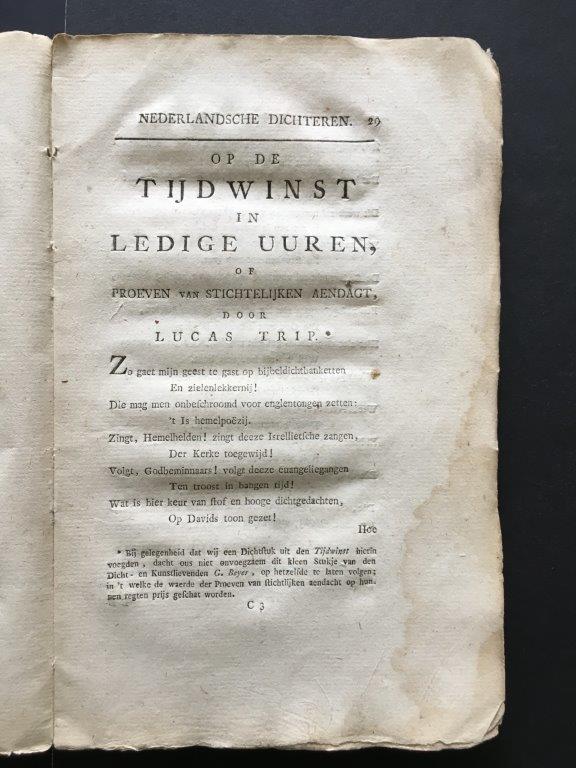 NEDERLANDSCHE DICHTEREN. 29
OP DE
TIJDWINST
IN
LEDIGE UUREN,
OF
PROEVEN VAN STICHTELIJKEN AENDAGT,
DOOR
LUCAS TRIP.*
Zo gaet mijn geest te gast op bijbeldichtbanketten
En zielenlekkernij!
Die mag men onbeschroomd voor englentongen zetten:
't Is hemelpoëzij.
Zingt, Hemelhelden! zingt deeze Isrellietsche zangen,
Der Kerke toegewijd!
Volgt, Godbeminnaars! volgt deeze euangeliegangen
Ten troost in bangen tijd!
Wat is hier keur van stof en hooge dichtgedachten,
Op Davids toon gezet!
Hoe
* Bij gelegenheid dat wij een Dichtstuk uit den Tijdwinst hierin
voegden, dacht ons niet onvoegzaem dit kleen Stukje van den
Dicht- en Kunstlievenden G. Beyer, op hetzelfde te laten volgen;
in 't welke de waerde der Proeven van stichtlijken aendacht op hun-
nen regten prijs geschat worden.
C 3